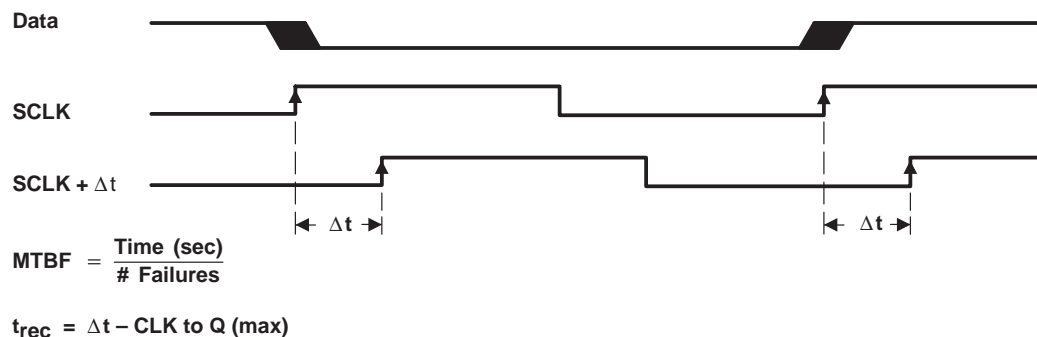 Data
SCLK
SCLK + Δt
Δt
Δt
MTBF = Time (sec) / # Failures
trec = Δt – CLK to Q (max)